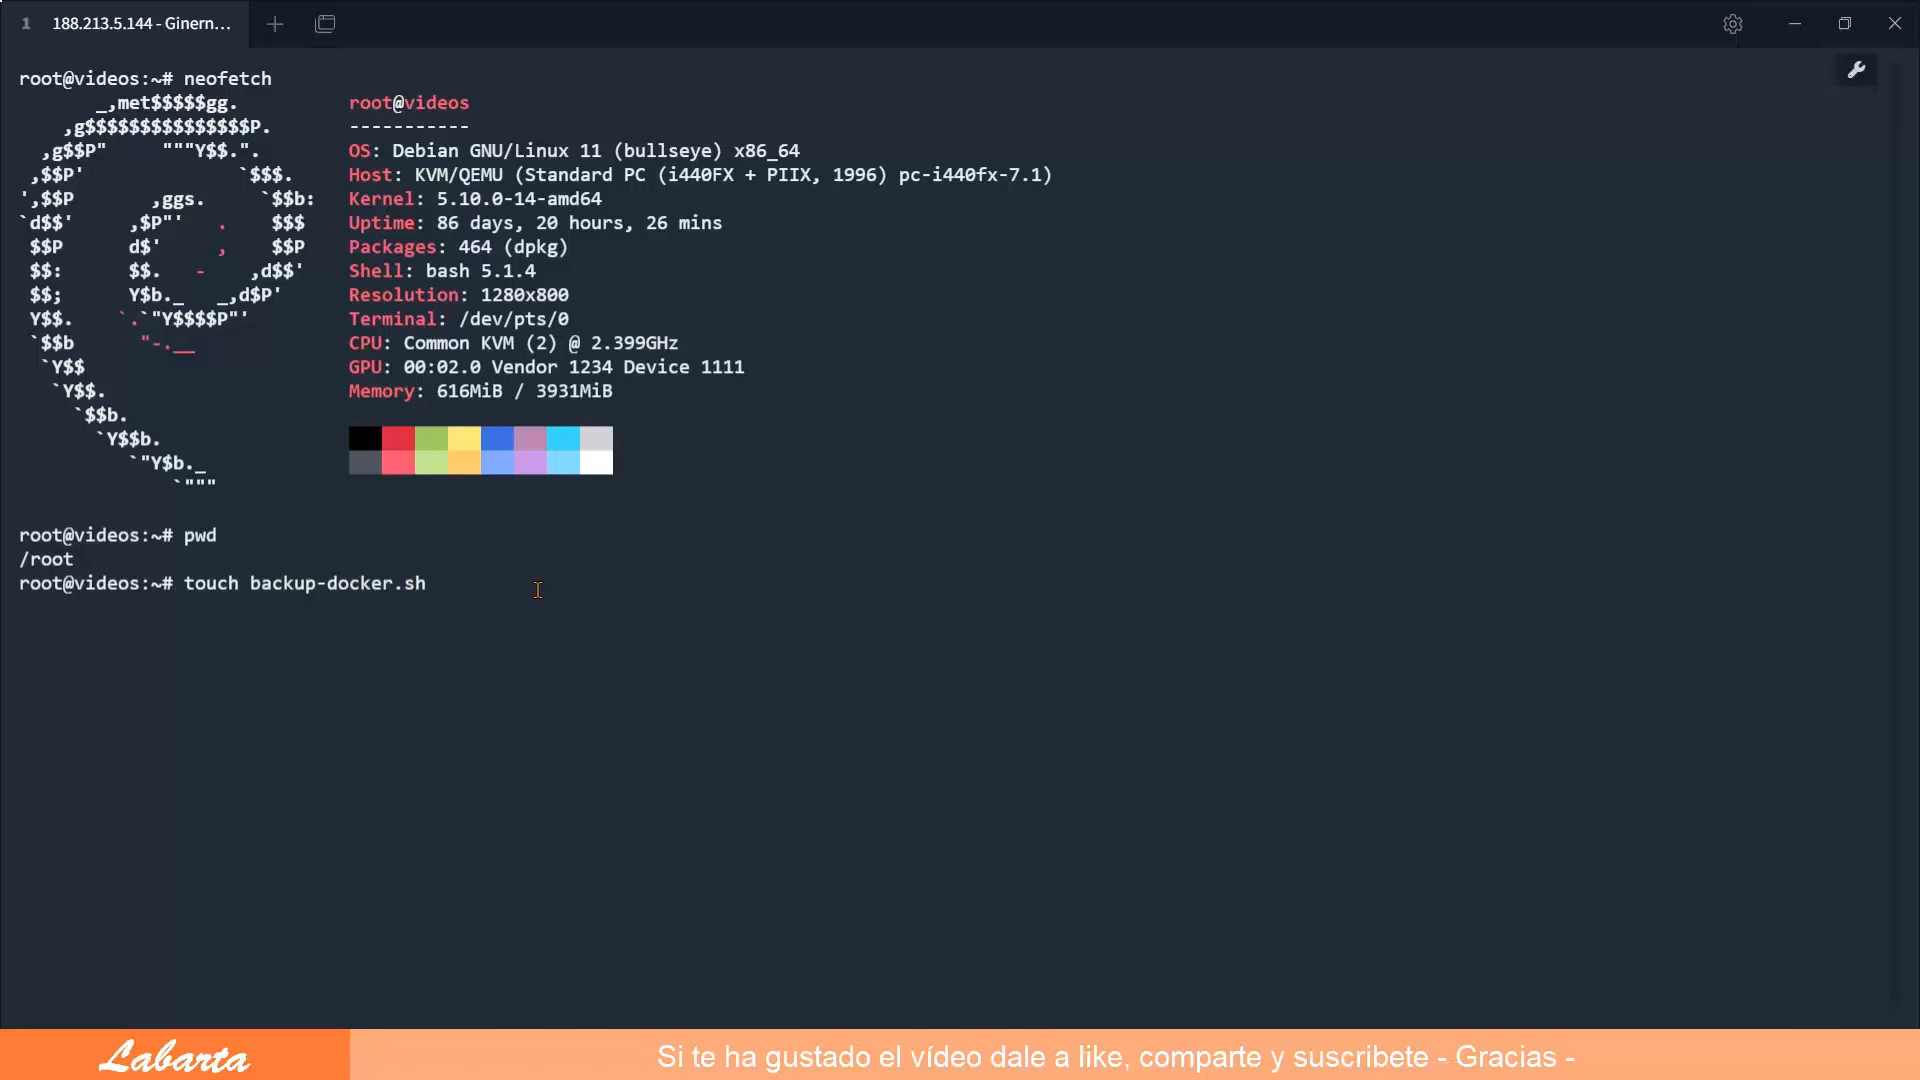 1 188.213.5.144 - Ginern...
root@videos:~# neofetch
       _,met$$$$$gg.          root@videos
    ,g$$$$$$$$$$$$$$$P.       -----------
  ,g$$P"     """Y$$.".        OS: Debian GNU/Linux 11 (bullseye) x86_64
 ,$$P'              `$$$.     Host: KVM/QEMU (Standard PC (i440FX + PIIX, 1996) pc-i440fx-7.1)
',$$P       ,ggs.     `$$b:   Kernel: 5.10.0-14-amd64
`d$$'     ,$P"'   .    $$$    Uptime: 86 days, 20 hours, 26 mins
 $$P      d$'     ,    $$P    Packages: 464 (dpkg)
 $$:      $$.   -    ,d$$'    Shell: bash 5.1.4
 $$;      Y$b._   _,d$P'      Resolution: 1280x800
 Y$$.    `.`"Y$$$$P"'         Terminal: /dev/pts/0
 `$$b      "-.__              CPU: Common KVM (2) @ 2.399GHz
  `Y$$                        GPU: 00:02.0 Vendor 1234 Device 1111
   `Y$$.                      Memory: 616MiB / 3931MiB
     `$$b.
       `Y$$b.
          `"Y$b._
              `"""
root@videos:~# pwd
/root
root@videos:~# touch backup-docker.sh
Labarta
Si te ha gustado el vídeo dale a like, comparte y suscribete - Gracias -